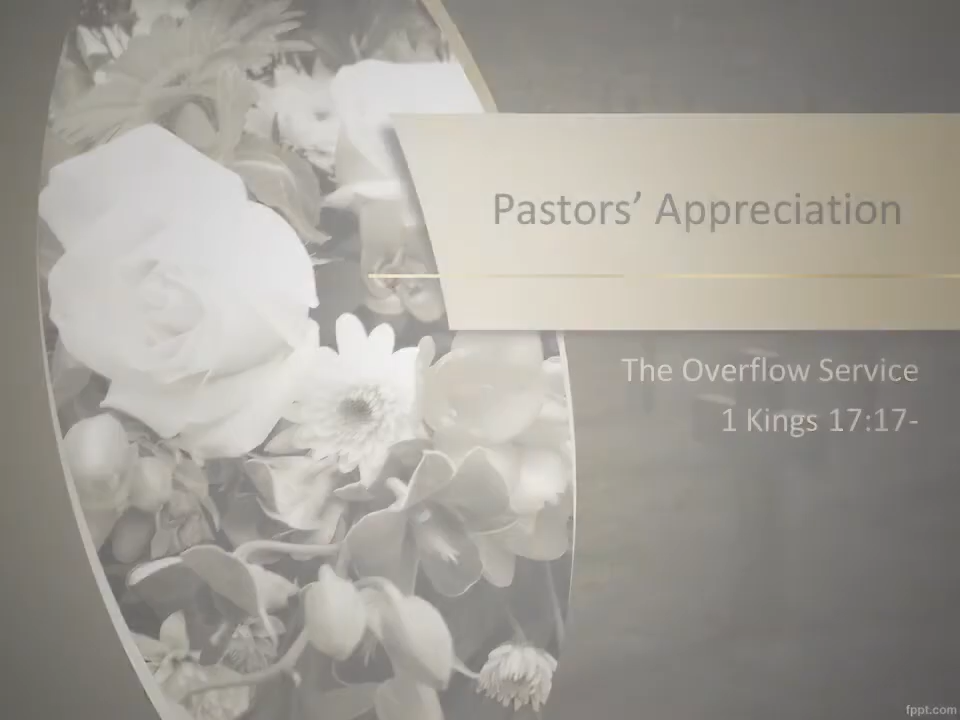 Pastors’ Appreciation
The Overflow Service
1 Kings 17:17-
fppt.com